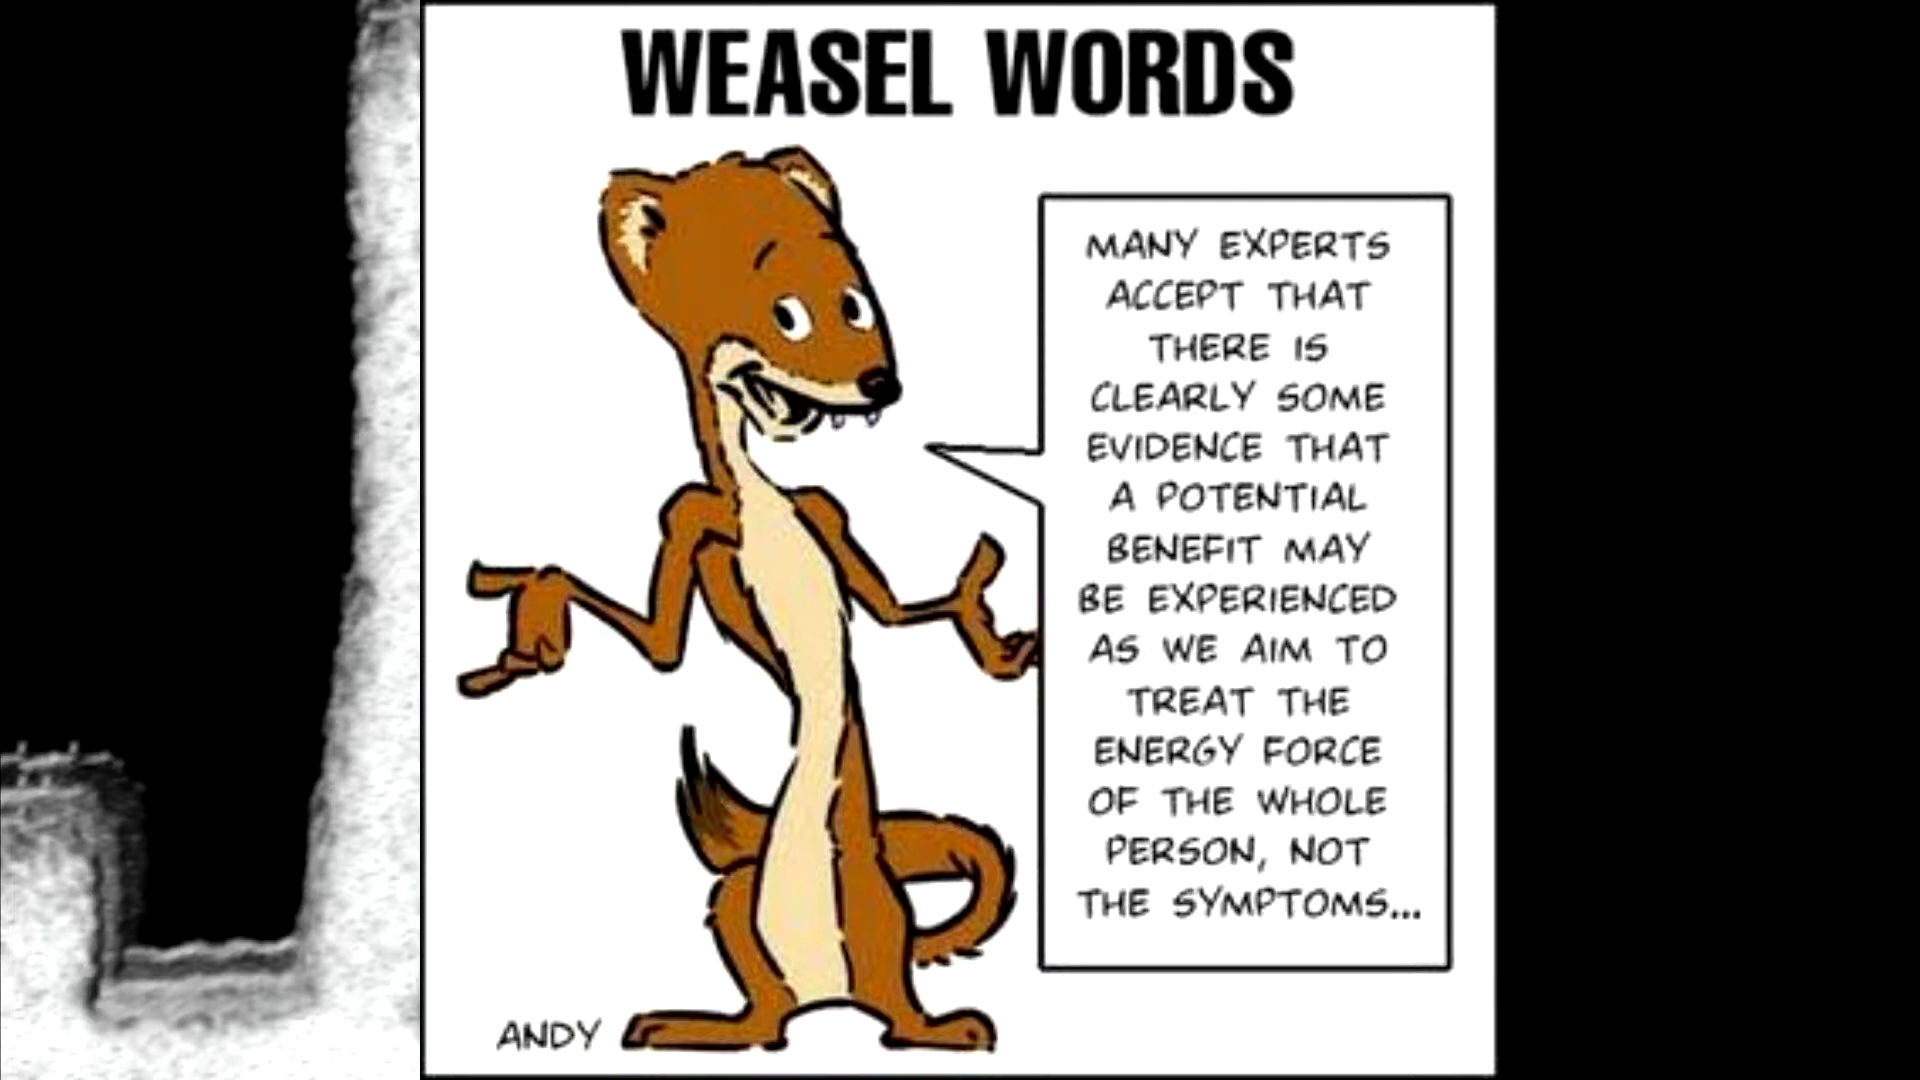 WEASEL WORDS
MANY EXPERTS
ACCEPT THAT
THERE IS
CLEARLY SOME
EVIDENCE THAT
A POTENTIAL
BENEFIT MAY
BE EXPERIENCED
AS WE AIM TO
TREAT THE
ENERGY FORCE
OF THE WHOLE
PERSON, NOT
THE SYMPTOMS...
ANDY